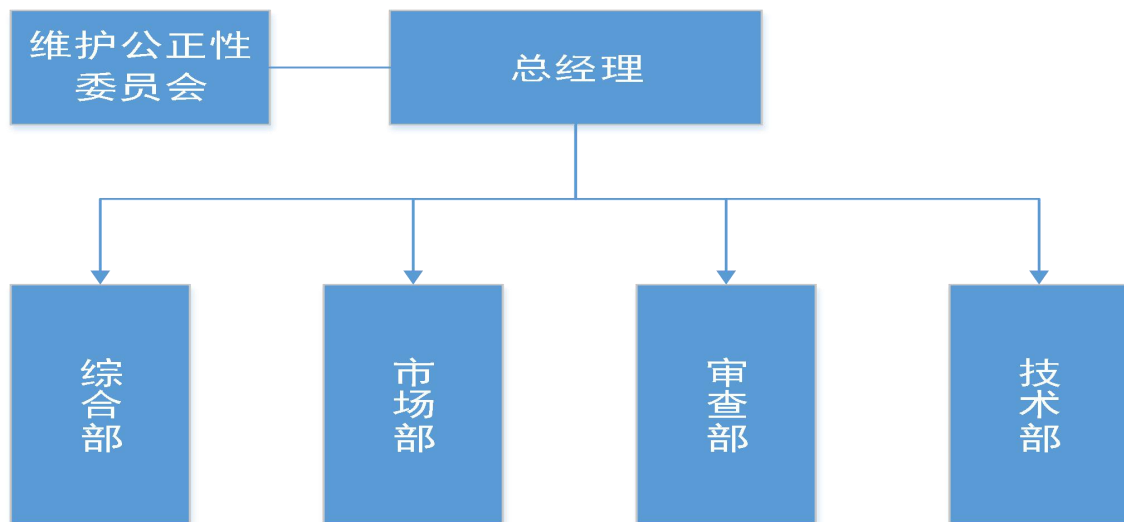 维护公正性
委员会
总经理
综合部
市场部
审查部
技术部